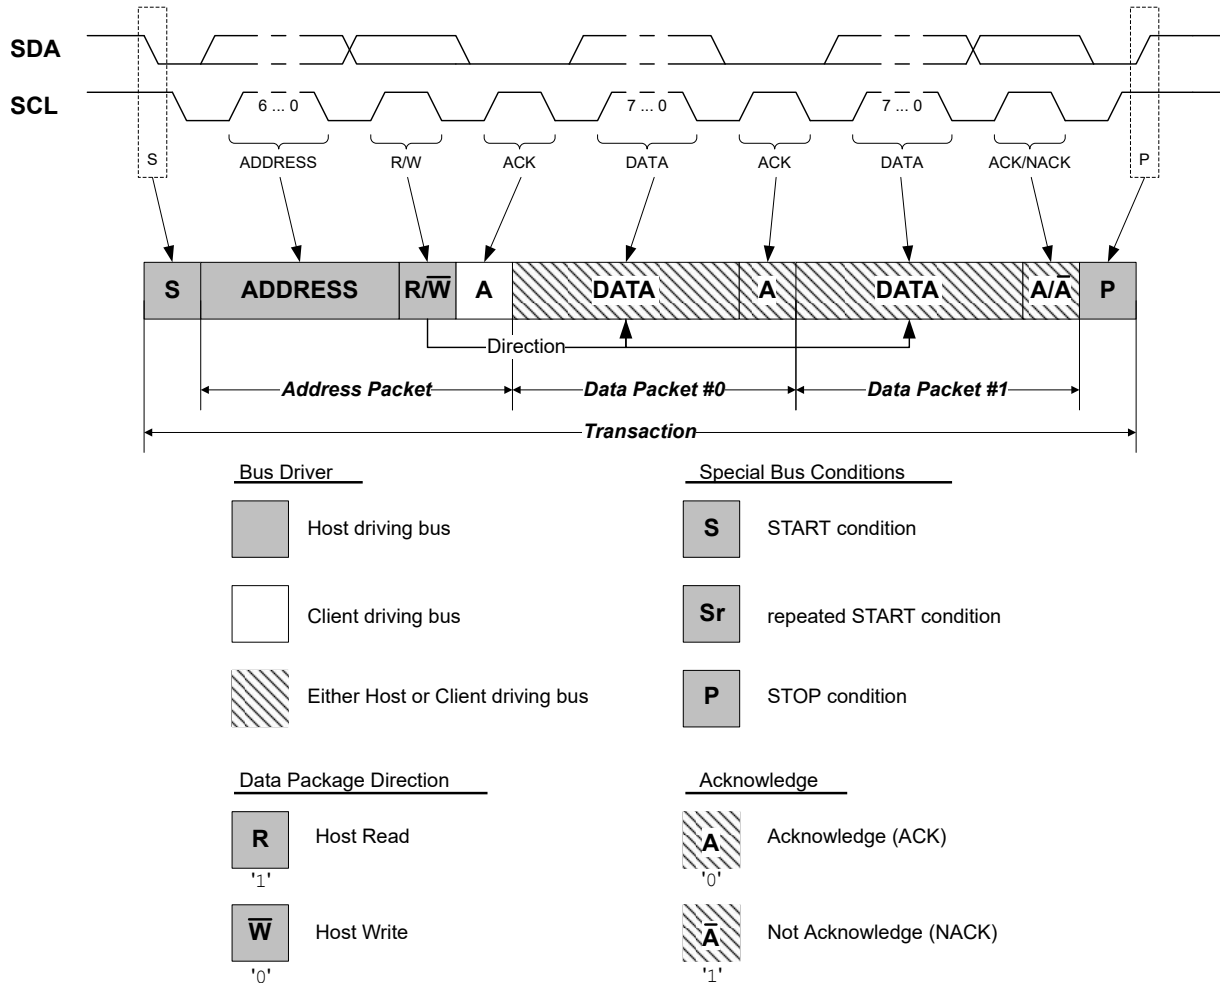 SDA
SCL
6 ... 0
7 ... 0
7 ... 0
S
ADDRESS
R/W
ACK
DATA
ACK
DATA
ACK/NACK
P
S
ADDRESS
R/W̅
A
DATA
A
DATA
A/A̅
P
Direction
Address Packet
Data Packet #0
Data Packet #1
Transaction
Bus Driver
Host driving bus
Client driving bus
Either Host or Client driving bus
Special Bus Conditions
S
START condition
Sr
repeated START condition
P
STOP condition
Data Package Direction
R
Host Read
'1'
W̅
Host Write
'0'
Acknowledge
A
Acknowledge (ACK)
'0'
A̅
Not Acknowledge (NACK)
'1'